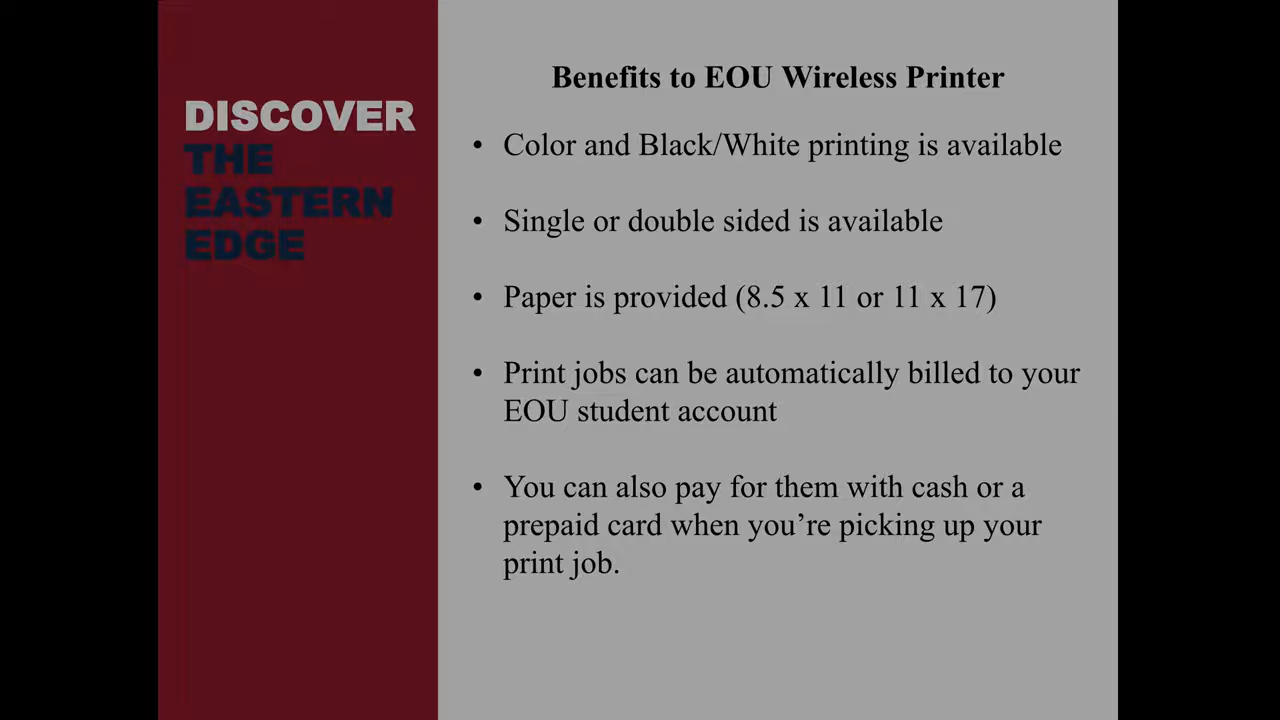 DISCOVER
THE
EASTERN
EDGE
Benefits to EOU Wireless Printer
• Color and Black/White printing is available
• Single or double sided is available
• Paper is provided (8.5 x 11 or 11 x 17)
• Print jobs can be automatically billed to your
EOU student account
• You can also pay for them with cash or a
prepaid card when you’re picking up your
print job.